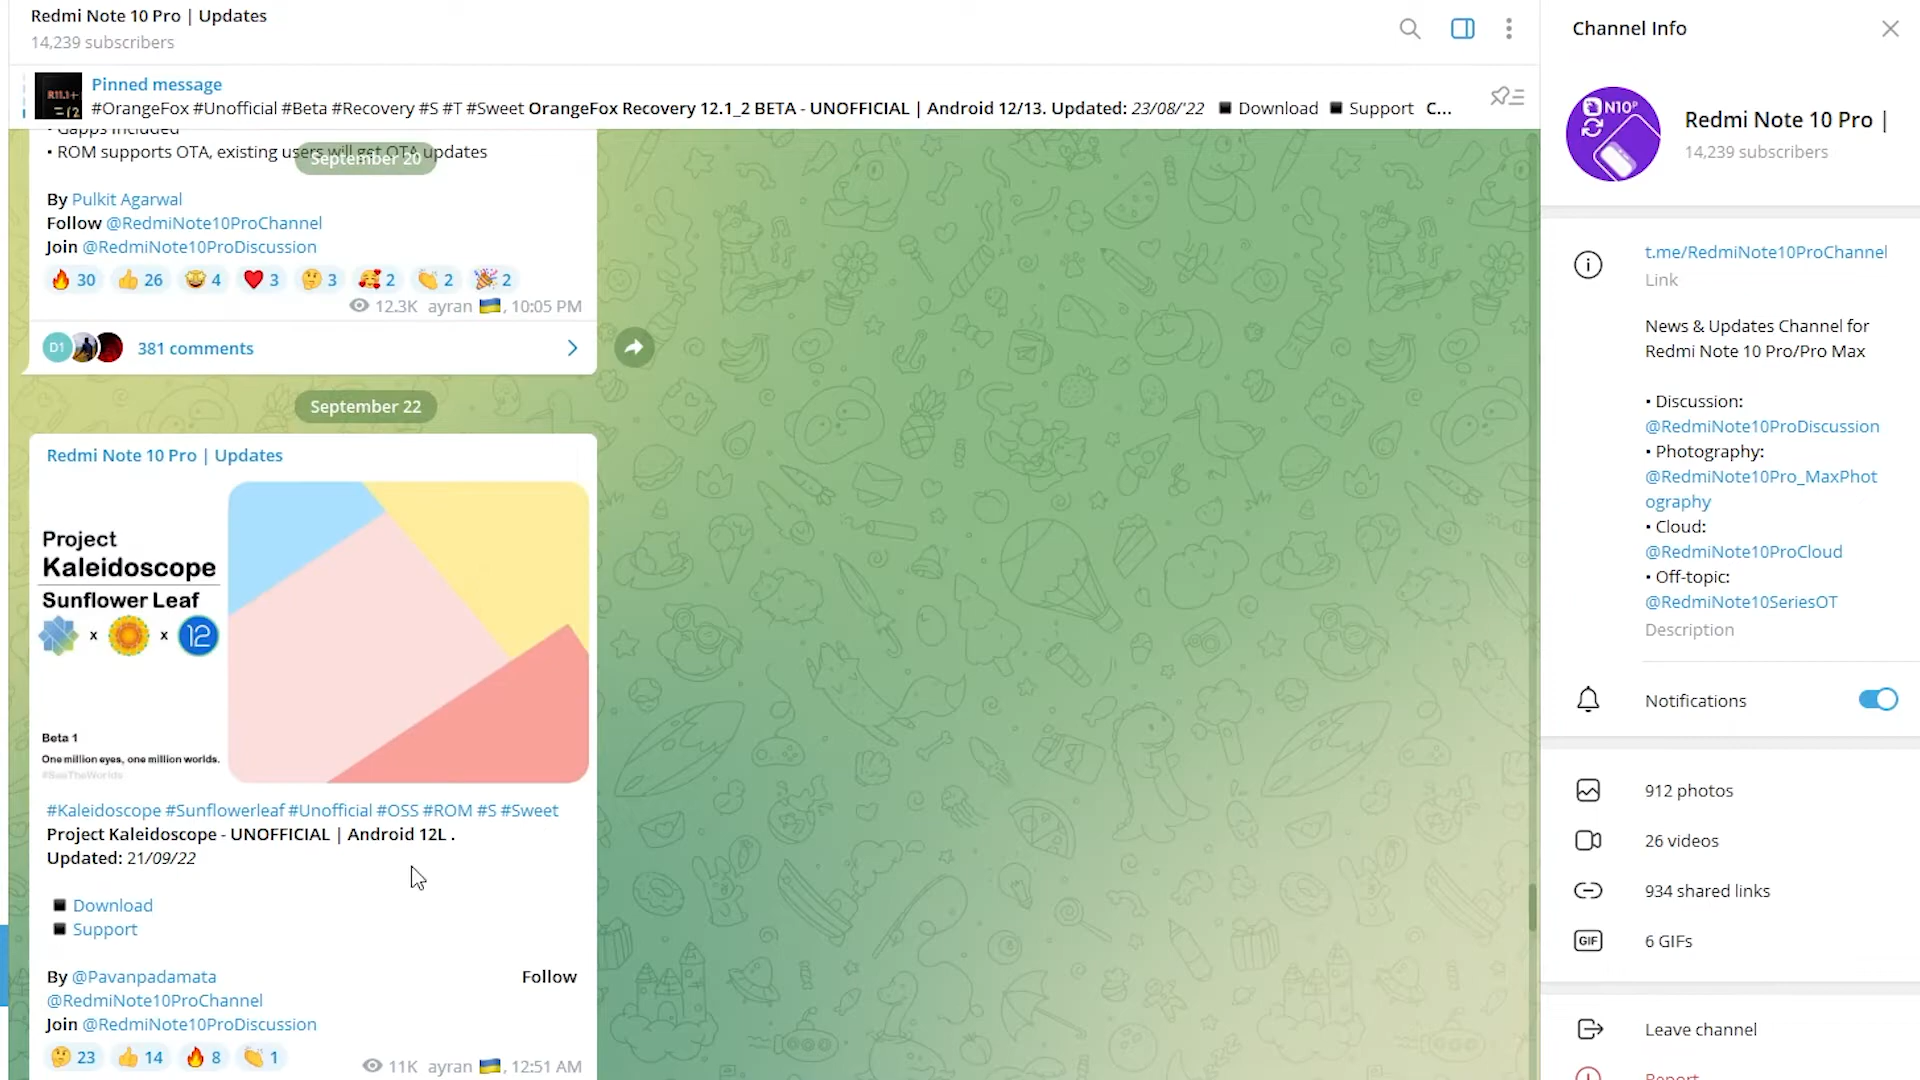 Redmi Note 10 Pro | Updates
14,239 subscribers
Pinned message
#OrangeFox #Unofficial #Beta #Recovery #S #T #Sweet OrangeFox Recovery 12.1_2 BETA - UNOFFICIAL | Android 12/13. Updated: 23/08/'22 ◾ Download ◾ Support C...
• Gapps included
• ROM supports OTA, existing users will get OTA updates
September 20
By Pulkit Agarwal
Follow @RedmiNote10ProChannel
Join @RedmiNote10ProDiscussion
🔥 30 👍 26 🤩 4 ❤ 3 🤔 3 🥰 2 👏 2 🎉 2
12.3K ayran 🇺🇦, 10:05 PM
D1 381 comments
September 22
Redmi Note 10 Pro | Updates
Project
Kaleidoscope
Sunflower Leaf
x x 12
Beta 1
One million eyes, one million worlds.
#SeeTheWorlds
#Kaleidoscope #Sunflowerleaf #Unofficial #OSS #ROM #S #Sweet
Project Kaleidoscope - UNOFFICIAL | Android 12L .
Updated: 21/09/22
◾ Download
◾ Support
By @Pavanpadamata Follow
@RedmiNote10ProChannel
Join @RedmiNote10ProDiscussion
🤔 23 👍 14 🔥 8 👏 1
11K ayran 🇺🇦, 12:51 AM
Channel Info
N10P
Redmi Note 10 Pro |
14,239 subscribers
t.me/RedmiNote10ProChannel
Link
News & Updates Channel for
Redmi Note 10 Pro/Pro Max
• Discussion:
@RedmiNote10ProDiscussion
• Photography:
@RedmiNote10Pro_MaxPhot
ography
• Cloud:
@RedmiNote10ProCloud
• Off-topic:
@RedmiNote10SeriesOT
Description
Notifications
912 photos
26 videos
934 shared links
GIF 6 GIFs
Leave channel
Report